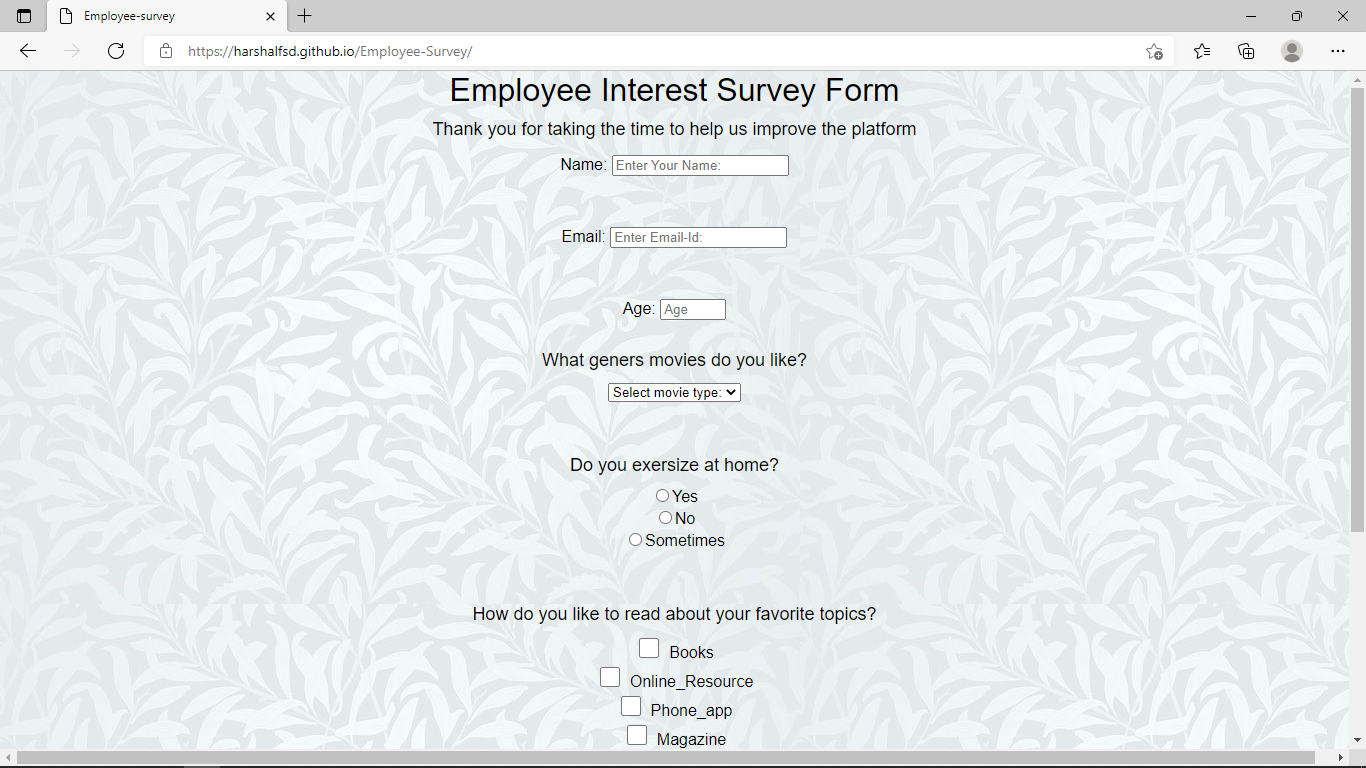 Employee-survey
https://harshalfsd.github.io/Employee-Survey/
Employee Interest Survey Form
Thank you for taking the time to help us improve the platform
Name: Enter Your Name:
Email: Enter Email-Id:
Age: Age
What geners movies do you like?
Select movie type:
Do you exersize at home?
Yes
No
Sometimes
How do you like to read about your favorite topics?
Books
Online_Resource
Phone_app
Magazine